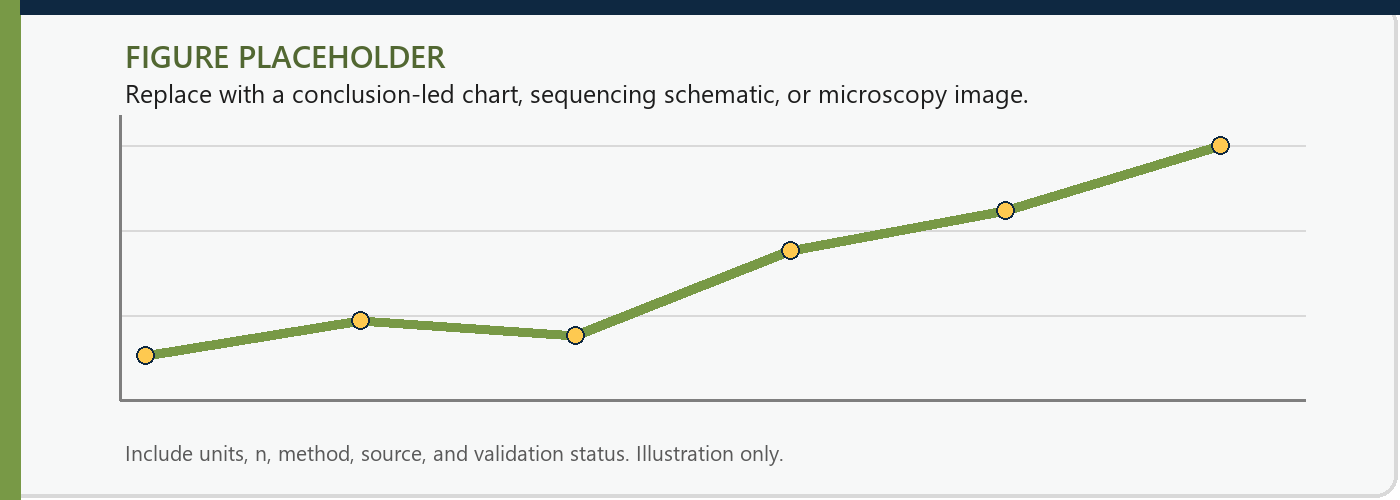 FIGURE PLACEHOLDER
Replace with a conclusion-led chart, sequencing schematic, or microscopy image.
Include units, n, method, source, and validation status. Illustration only.